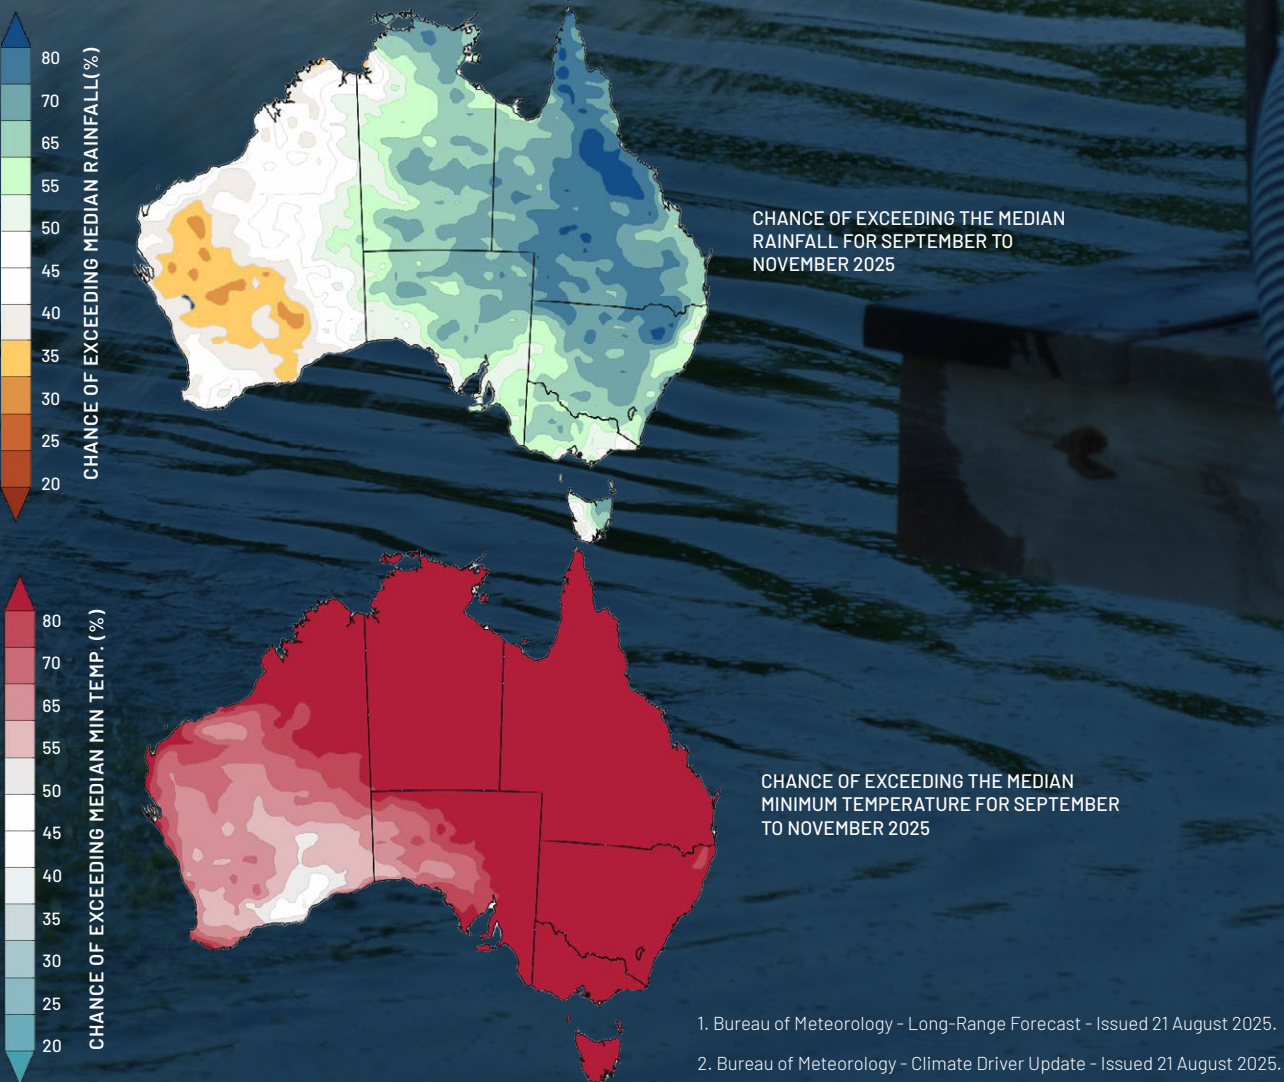 80
70
65
55
50
45
40
35
30
25
20
CHANCE OF EXCEEDING MEDIAN RAINFALL(%)
CHANCE OF EXCEEDING THE MEDIAN
RAINFALL FOR SEPTEMBER TO
NOVEMBER 2025
80
70
65
55
50
45
40
35
30
25
20
CHANCE OF EXCEEDING MEDIAN MIN TEMP.(%)
CHANCE OF EXCEEDING THE MEDIAN
MINIMUM TEMPERATURE FOR SEPTEMBER
TO NOVEMBER 2025
1. Bureau of Meteorology - Long-Range Forecast - Issued 21 August 2025.
2. Bureau of Meteorology - Climate Driver Update - Issued 21 August 2025.